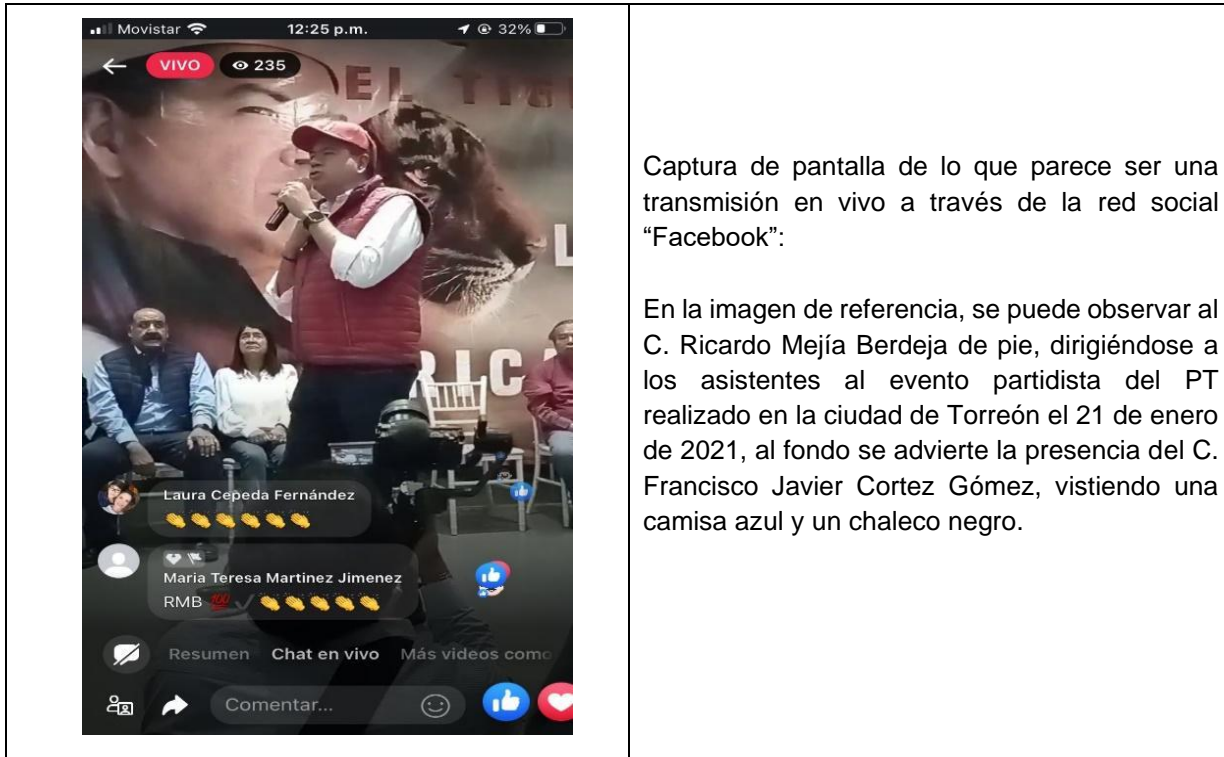 Movistar 12:25 p.m. 32%
VIVO 235
EL TIG
L
RIC
Laura Cepeda Fernández
👏👏👏👏👏👏
Maria Teresa Martinez Jimenez
RMB 💯✓👏👏👏👏👏
Resumen Chat en vivo Más videos como
Comentar...
Captura de pantalla de lo que parece ser una
transmisión en vivo a través de la red social
“Facebook”:
En la imagen de referencia, se puede observar al
C. Ricardo Mejía Berdeja de pie, dirigiéndose a
los asistentes al evento partidista del PT
realizado en la ciudad de Torreón el 21 de enero
de 2021, al fondo se advierte la presencia del C.
Francisco Javier Cortez Gómez, vistiendo una
camisa azul y un chaleco negro.